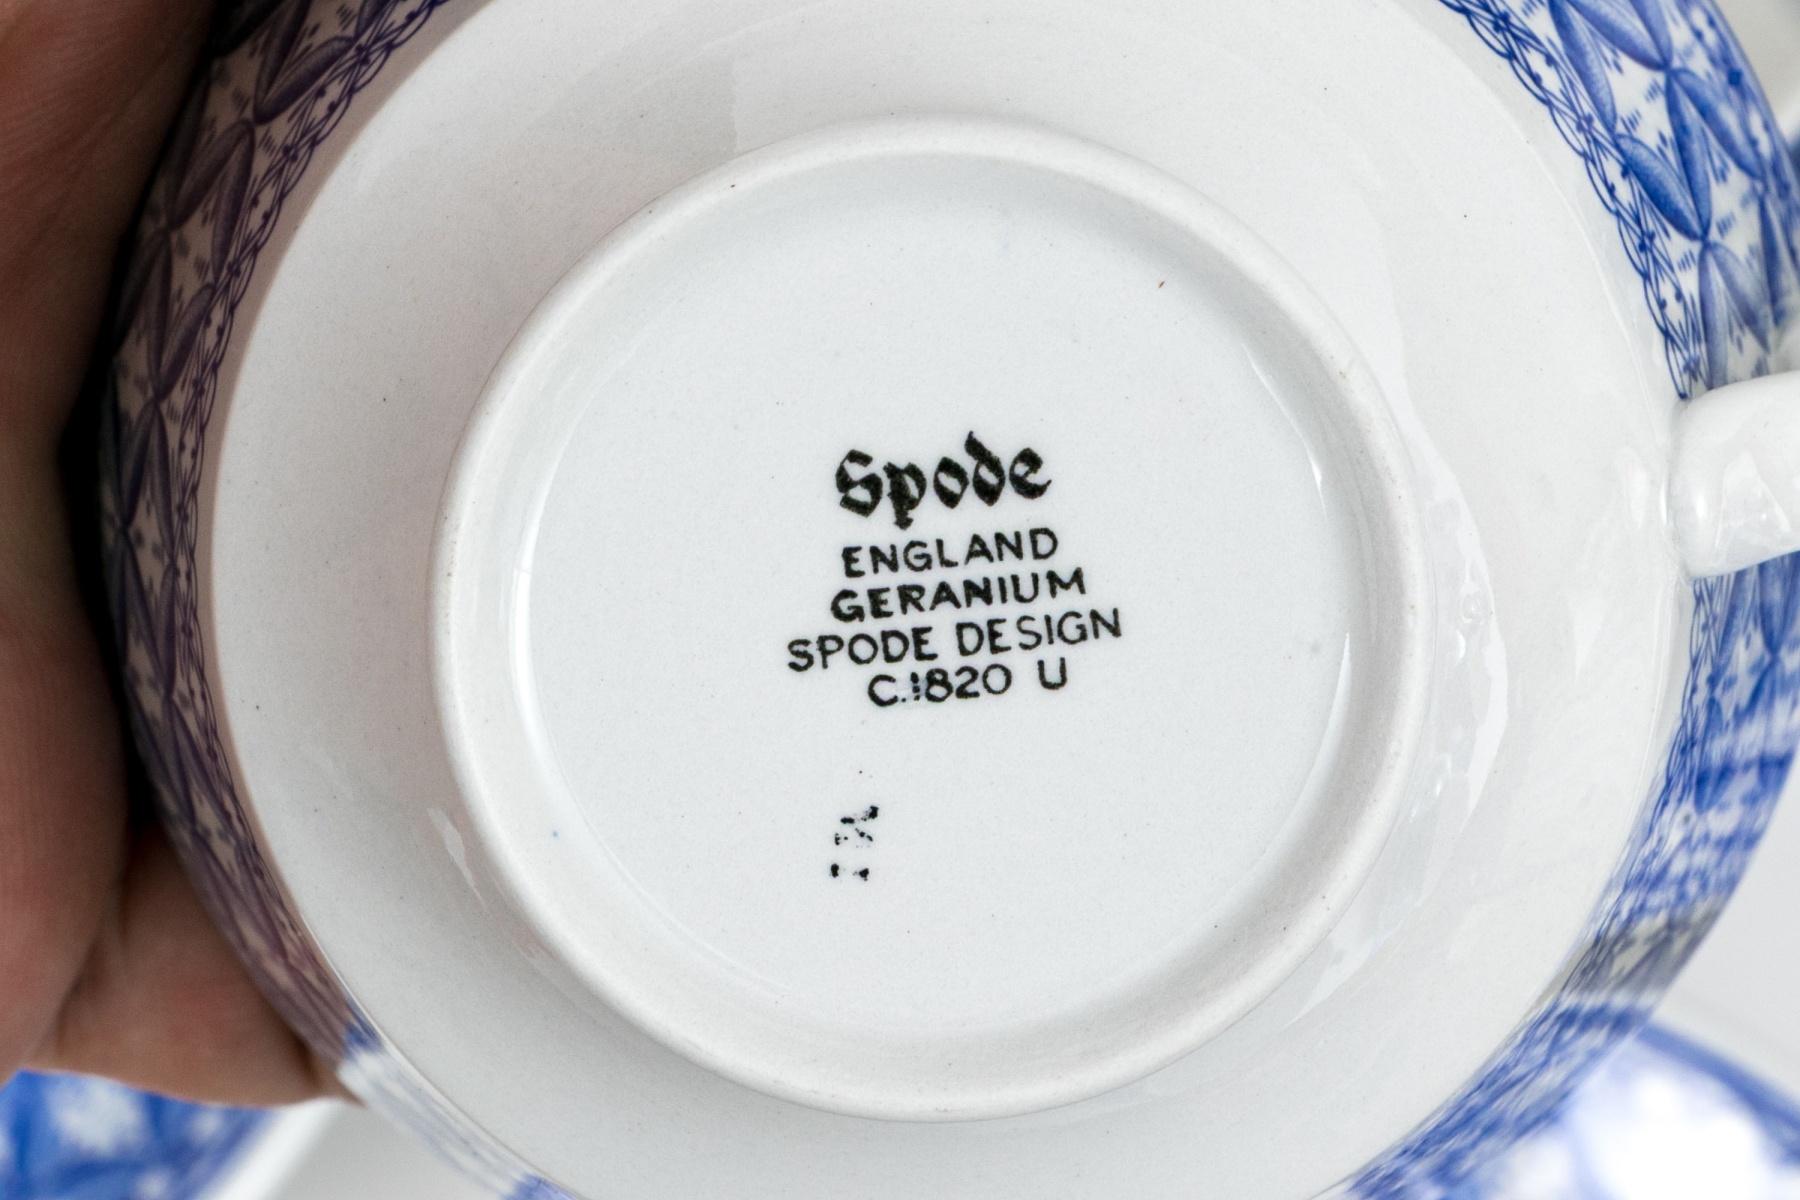 Spode
ENGLAND
GERANIUM
SPODE DESIGN
C.1820 U